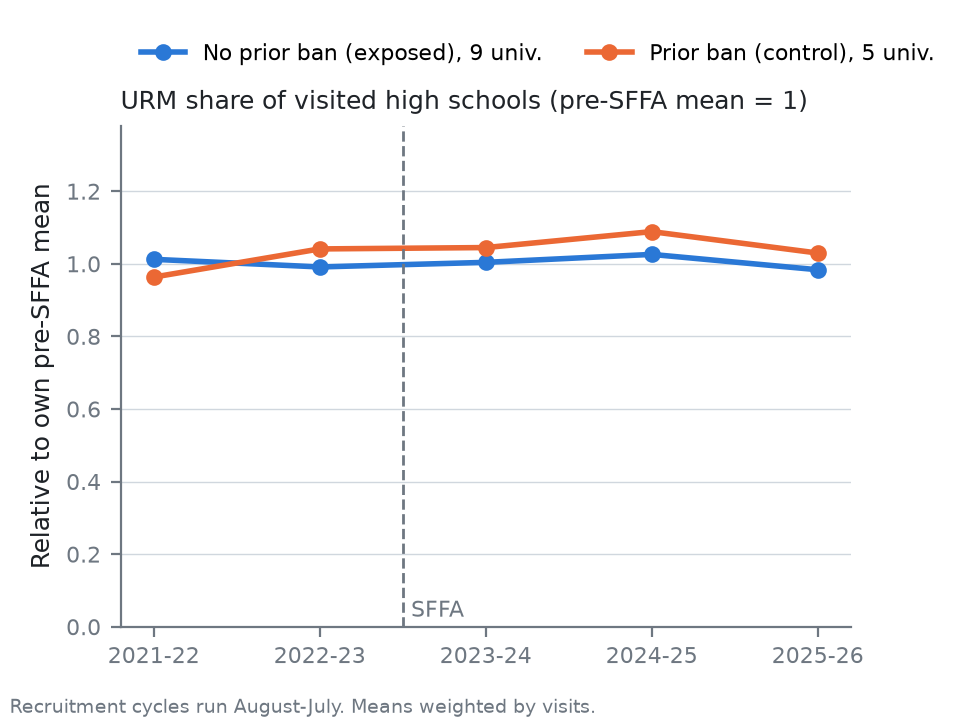 No prior ban (exposed), 9 univ.
Prior ban (control), 5 univ.
URM share of visited high schools (pre-SFFA mean = 1)
Relative to own pre-SFFA mean
1.2
1.0
0.8
0.6
0.4
0.2
0.0
SFFA
2021-22
2022-23
2023-24
2024-25
2025-26
Recruitment cycles run August-July. Means weighted by visits.